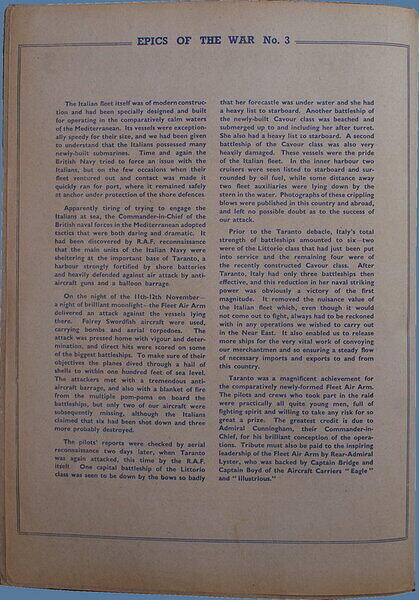 EPICS OF THE WAR No. 3
The Italian fleet itself was of modern construc-
tion and had been specially designed and built
for operating in the comparatively calm waters
of the Mediterranean. Its vessels were exception-
ally speedy for their size, and we had been given
to understand that the Italians possessed many
newly-built submarines. Time and again the
British Navy tried to force an issue with the
Italians, but on the few occasions when their
fleet ventured out and contact was made it
quickly ran for port, where it remained safely
at anchor under protection of the shore defences.
Apparently tiring of trying to engage the
Italians at sea, the Commander-in-Chief of the
British naval forces in the Mediterranean adopted
tactics that were both daring and dramatic. It
had been discovered by R.A.F. reconnaissance
that the main units of the Italian Navy were
sheltering at the important base of Taranto, a
harbour strongly fortified by shore batteries
and heavily defended against air attack by anti-
aircraft guns and a balloon barrage.
On the night of the 11th-12th November—
a night of brilliant moonlight—the Fleet Air Arm
delivered an attack against the vessels lying
there. Fairey Swordfish aircraft were used,
carrying bombs and aerial torpedoes. The
attack was pressed home with vigour and deter-
mination, and direct hits were scored on some
of the biggest battleships. To make sure of their
objectives the planes dived through a hail of
shells to within one hundred feet of sea level.
The attackers met with a tremendous anti-
aircraft barrage, and also with a blanket of fire
from the multiple pom-poms on board the
battleships, but only two of our aircraft were
subsequently missing, although the Italians
claimed that six had been shot down and three
more probably destroyed.
The pilots' reports were checked by aerial
reconnaissance two days later, when Taranto
was again attacked, this time by the R.A.F.
itself. One capital battleship of the Littorio
class was seen to be down by the bows so badly
that her forecastle was under water and she had
a heavy list to starboard. Another battleship of
the newly-built Cavour class was beached and
submerged up to and including her after turret.
She also had a heavy list to starboard. A second
battleship of the Cavour class was also very
heavily damaged. These vessels were the pride
of the Italian fleet. In the inner harbour two
cruisers were seen listed to starboard and sur-
rounded by oil fuel, while some distance away
two fleet auxiliaries were lying down by the
stern in the water. Photographs of these crippling
blows were published in this country and abroad,
and left no possible doubt as to the success of
our attack.
Prior to the Taranto debacle, Italy's total
strength of battleships amounted to six—two
were of the Littorio class that had just been put
into service and the remaining four were of
the recently constructed Cavour class. After
Taranto, Italy had only three battleships then
effective, and this reduction in her naval striking
power was obviously a victory of the first
magnitude. It removed the nuisance value of
the Italian fleet which, even though it would
not come out to fight, always had to be reckoned
with in any operations we wished to carry out
in the Near East. It also enabled us to release
more ships for the very vital work of convoying
our merchantmen and so ensuring a steady flow
of necessary imports and exports to and from
this country.
Taranto was a magnificent achievement for
the comparatively newly-formed Fleet Air Arm.
The pilots and crews who took part in the raid
were practically all quite young men, full of
fighting spirit and willing to take any risk for so
great a prize. The greatest credit is due to
Admiral Cunningham, their Commander-in-
Chief, for his brilliant conception of the opera-
tions. Tribute must also be paid to the inspiring
leadership of the Fleet Air Arm by Rear-Admiral
Lyster, who was backed by Captain Bridge and
Captain Boyd of the Aircraft Carriers "Eagle"
and "Illustrious."